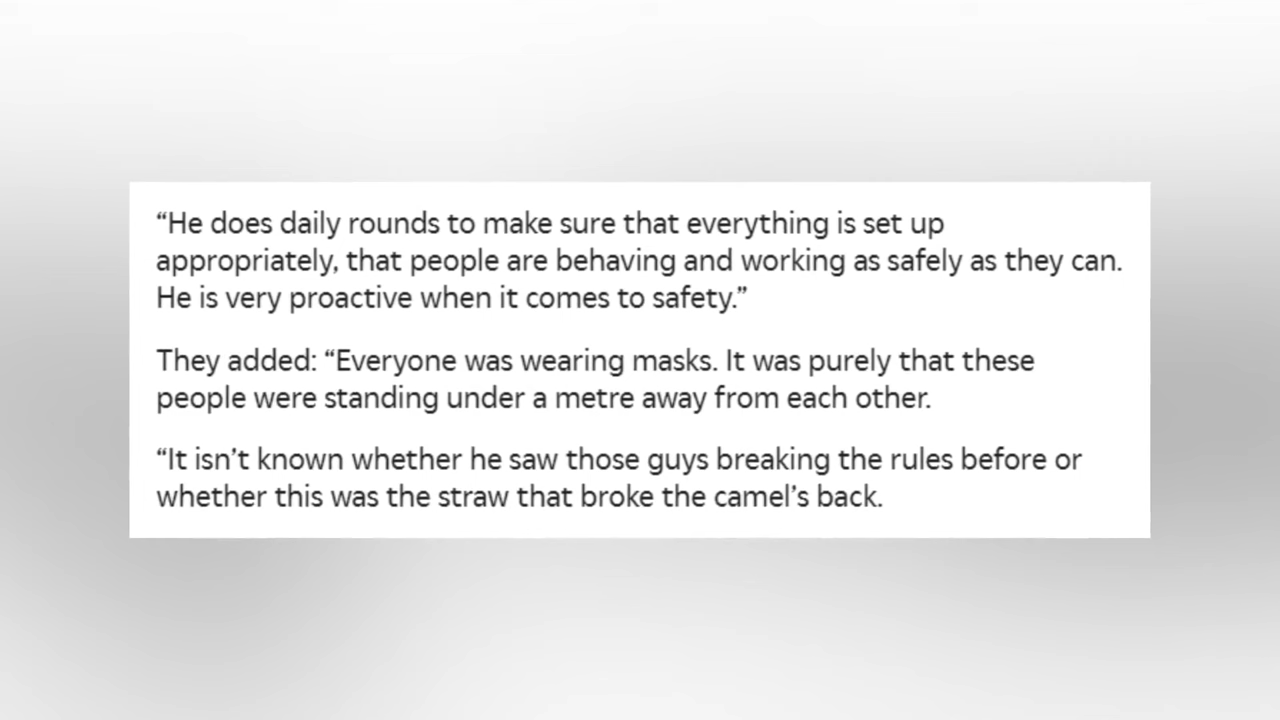 “He does daily rounds to make sure that everything is set up
appropriately, that people are behaving and working as safely as they can.
He is very proactive when it comes to safety.”
They added: “Everyone was wearing masks. It was purely that these
people were standing under a metre away from each other.
“It isn’t known whether he saw those guys breaking the rules before or
whether this was the straw that broke the camel’s back.